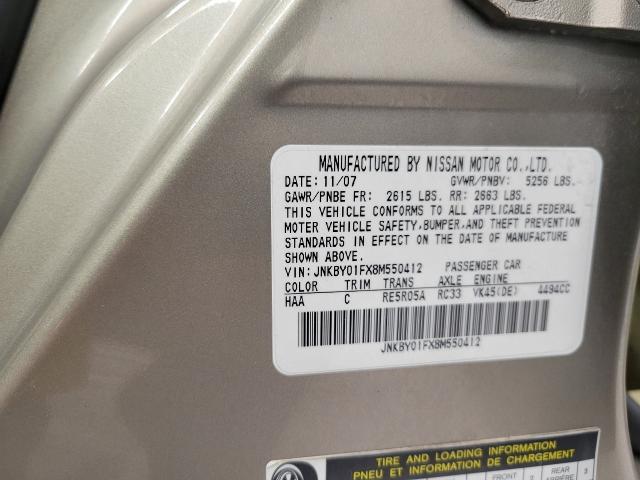 MANUFACTURED BY NISSAN MOTOR CO.,LTD.
DATE: 11/07 GVWR/PNBV: 5256 LBS.
GAWR/PNBE FR: 2615 LBS. RR: 2663 LBS.
THIS VEHICLE CONFORMS TO ALL APPLICABLE FEDERAL
MOTOR VEHICLE SAFETY,BUMPER,AND THEFT PREVENTION
STANDARDS IN EFFECT ON THE DATE OF MANUFACTURE
SHOWN ABOVE.
VIN: JNKBY01FX8M550412 PASSENGER CAR
COLOR TRIM TRANS AXLE ENGINE
HAA C RE5R05A RC33 VK45(DE) 4494CC
JNKBY01FX8M550412
TIRE AND LOADING INFORMATION
PNEU ET INFORMATION DE CHARGEMENT
FRONT 2 REAR 3
ARRIÈRE